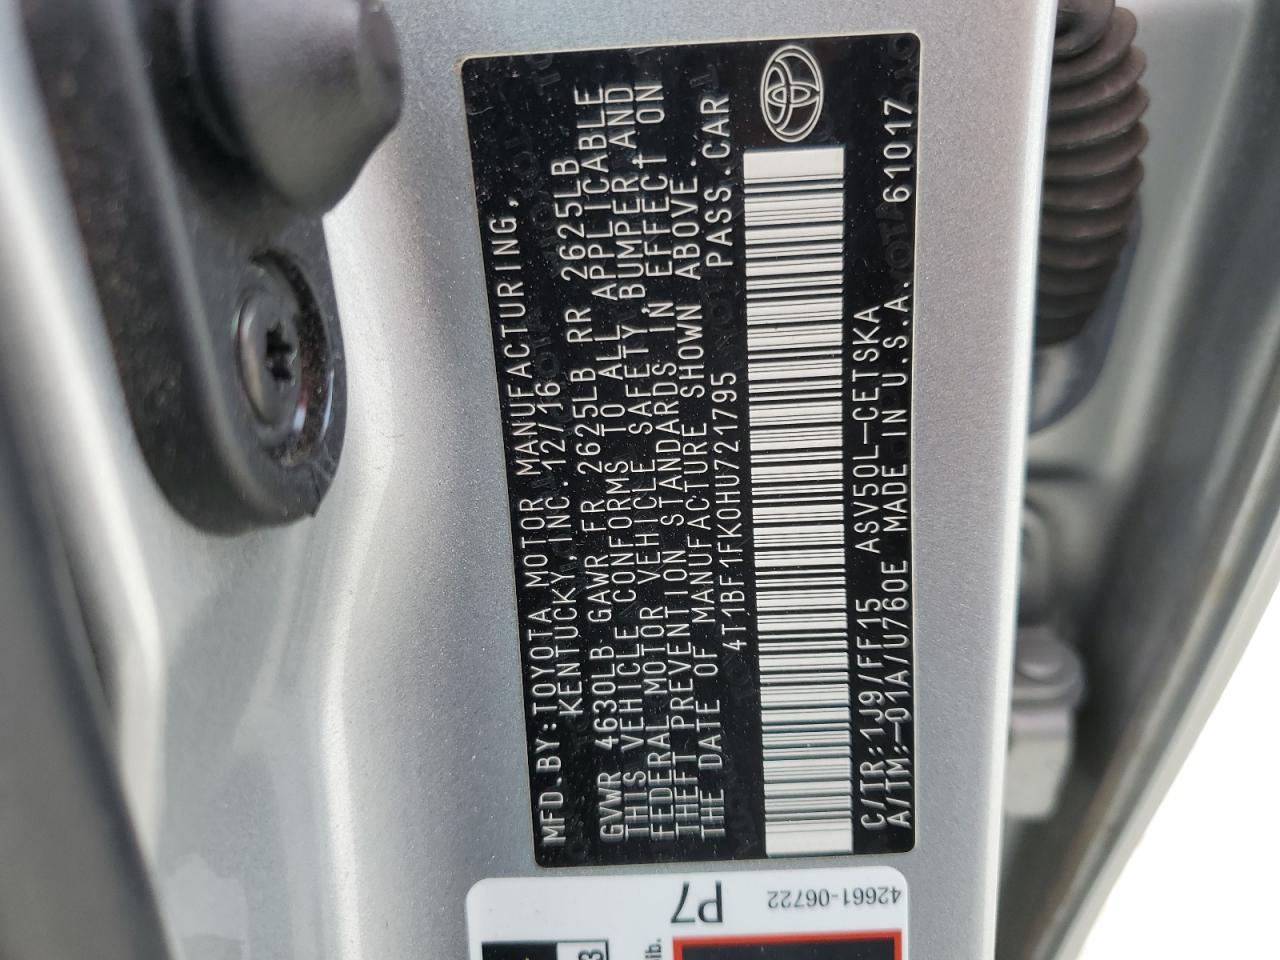 MFD.BY:TOYOTA MOTOR MANUFACTURING,
KENTUCKY,INC. 12/16
GVWR 4630LB GAWR FR 2625LB RR 2625LB
THIS VEHICLE CONFORMS TO ALL APPLICABLE
FEDERAL MOTOR VEHICLE SAFETY,BUMPER,AND
THEFT PREVENTION STANDARDS IN EFFECT ON
THE DATE OF MANUFACTURE SHOWN ABOVE.
4T1BF1FK0HU721795 PASS.CAR
C/TR:1J9/FF15 ASV50L-CETSKA
A/TM:-01A/U760E MADE IN U.S.A. 61017
P7
42661-06722